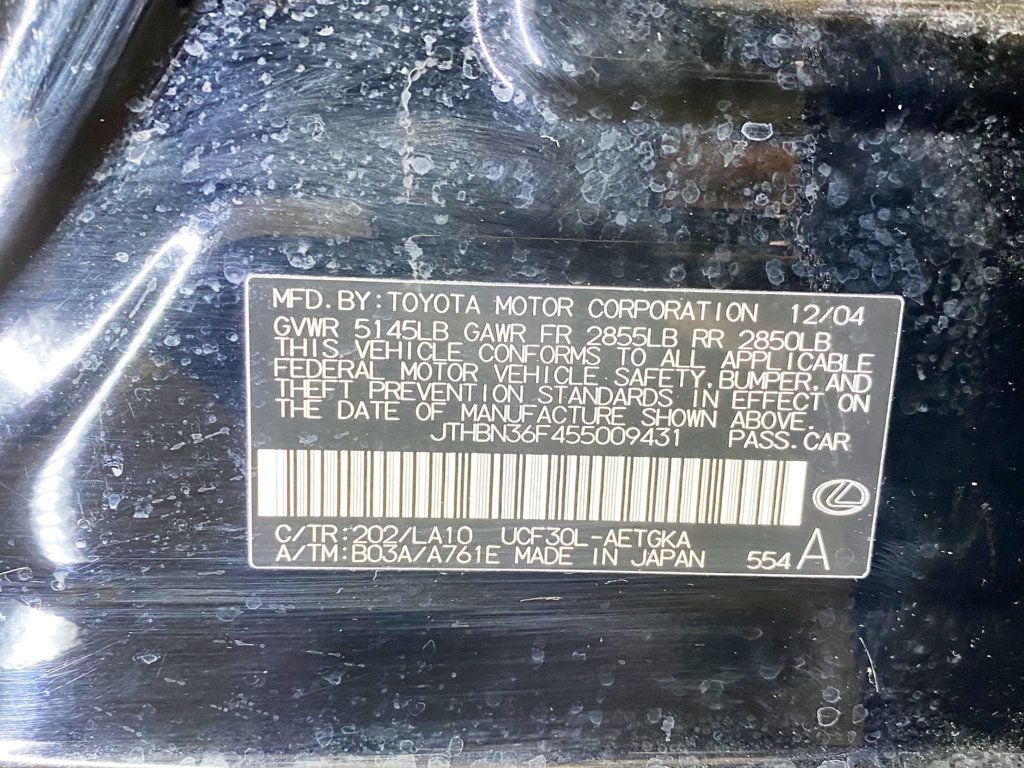 MFD.BY:TOYOTA MOTOR CORPORATION 12/04
GVWR 5145LB GAWR FR 2855LB RR 2850LB
THIS VEHICLE CONFORMS TO ALL APPLICABLE
FEDERAL MOTOR VEHICLE SAFETY,BUMPER,AND
THEFT PREVENTION STANDARDS IN EFFECT ON
THE DATE OF MANUFACTURE SHOWN ABOVE.
JTHBN36F455009431 PASS.CAR
C/TR:202/LA10 UCF30L-AETGKA
A/TM:B03A/A761E MADE IN JAPAN 554 A